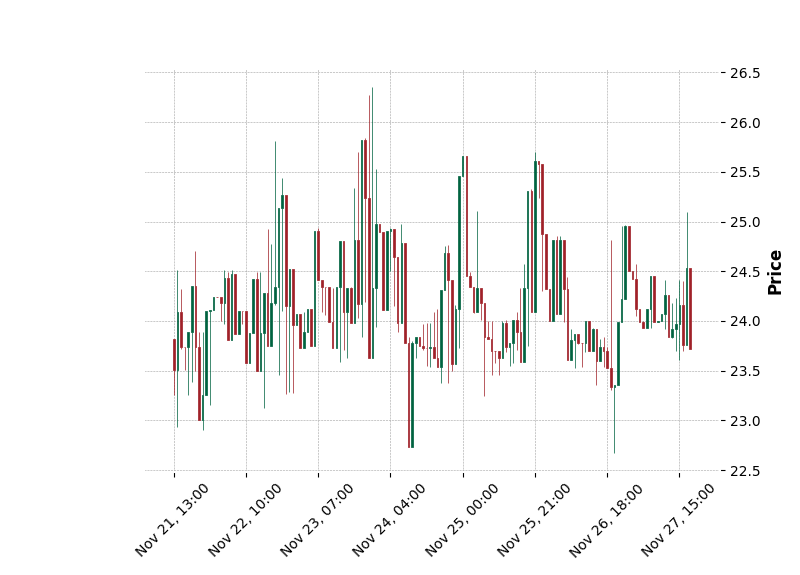 26.5
26.0
25.5
25.0
24.5
24.0
23.5
23.0
22.5
Price
Nov 21, 13:00
Nov 22, 10:00
Nov 23, 07:00
Nov 24, 04:00
Nov 25, 00:00
Nov 25, 21:00
Nov 26, 18:00
Nov 27, 15:00